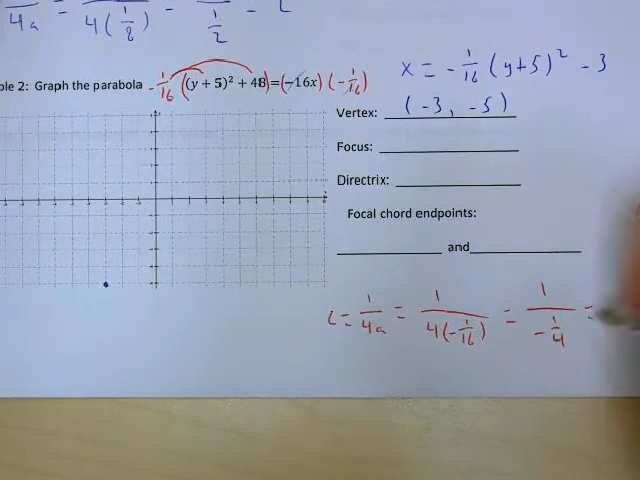 4a = 4(1/8) = 1/2 = 2
ple 2: Graph the parabola -1/16 ((y + 5)² + 48)=(-16x) (-1/16)
x = -1/16 (y+5)² - 3
Vertex: (-3, -5)
Focus:
Directrix:
Focal chord endpoints:
and
c = 1/4a = 1/4(-1/16) = 1/-1/4 =